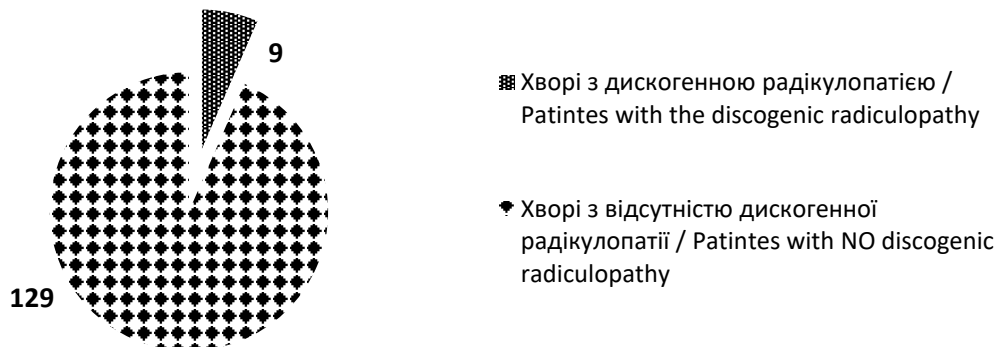 9
129
Хворі з дискогенною радікулопатією /
Patintes with the discogenic radiculopathy
Хворі з відсутністю дискогенної
радікулопатії / Patintes with NO discogenic
radiculopathy